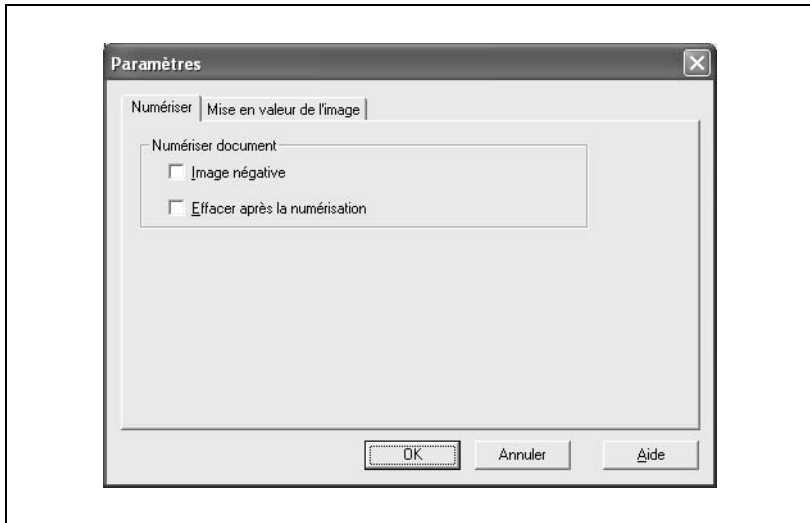 Paramètres
Numériser Mise en valeur de l'image
Numériser document
Image négative
Effacer après la numérisation
OK Annuler Aide